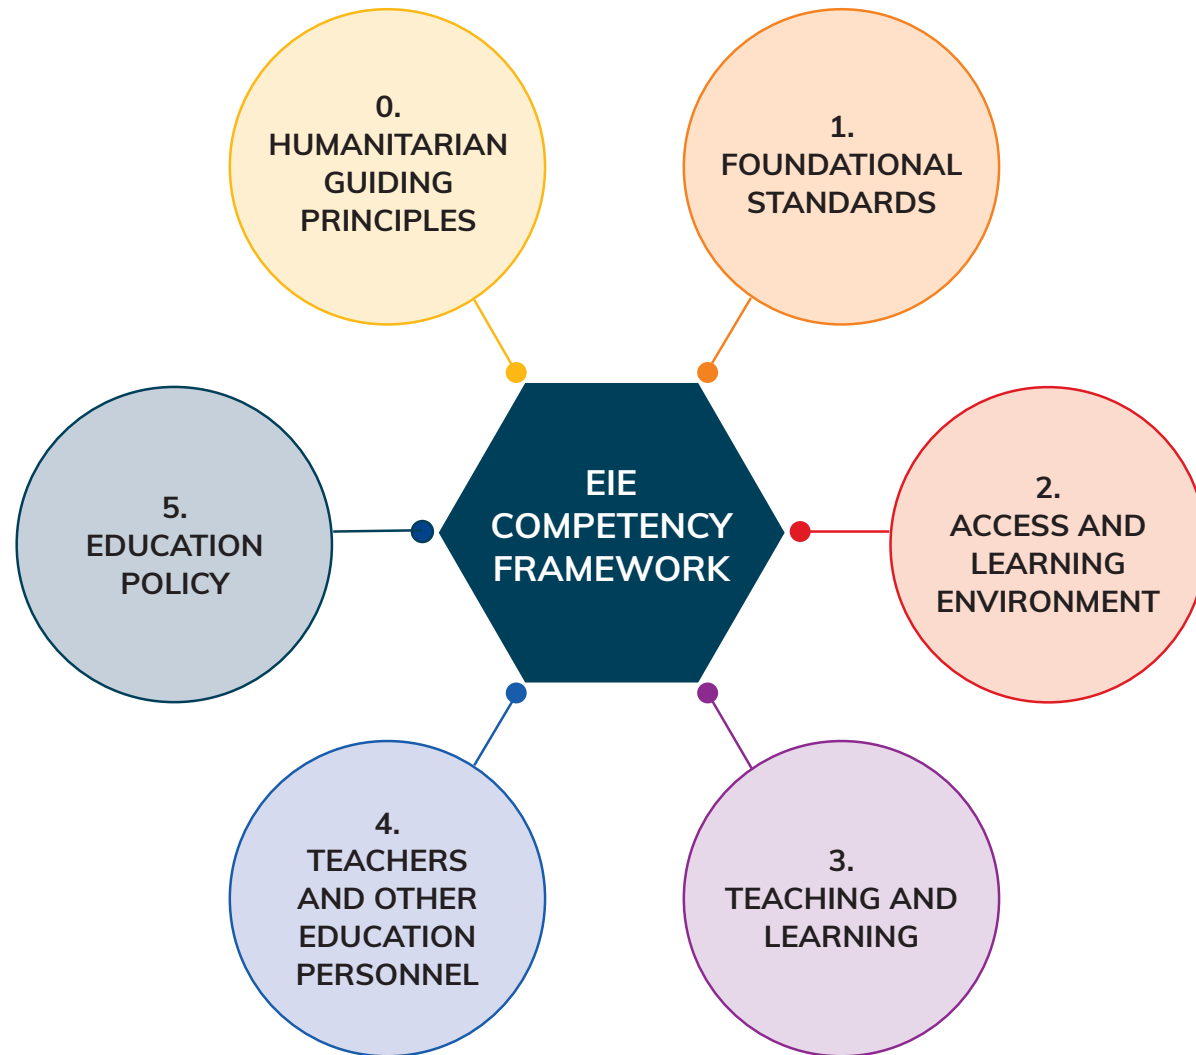 0.
HUMANITARIAN
GUIDING
PRINCIPLES
1.
FOUNDATIONAL
STANDARDS
EIE
COMPETENCY
FRAMEWORK
2.
ACCESS AND
LEARNING
ENVIRONMENT
5.
EDUCATION
POLICY
4.
TEACHERS
AND OTHER
EDUCATION
PERSONNEL
3.
TEACHING AND
LEARNING